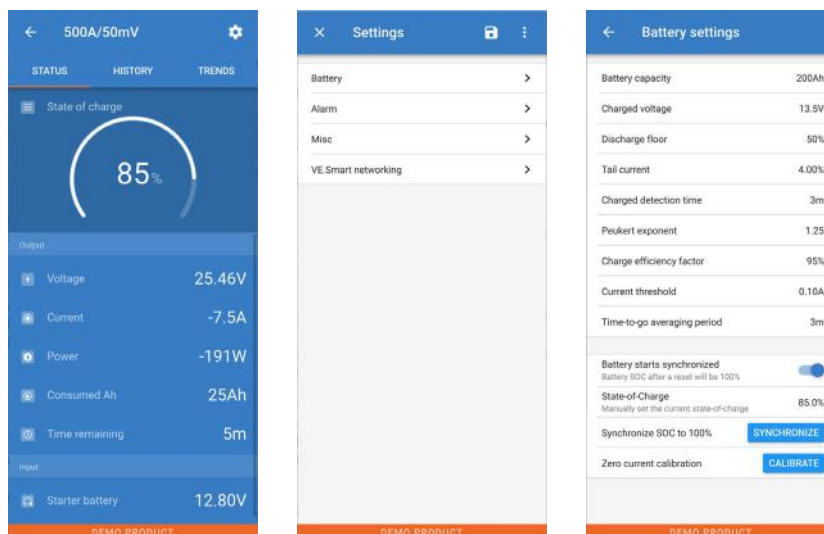 500A/50mV
STATUS HISTORY TRENDS
State of charge
85%
Output
Voltage 25.46V
Current -7.5A
Power -191W
Consumed Ah 25Ah
Time remaining 5m
Input
Starter battery 12.80V
DEMO PRODUCT
Settings
Battery
Alarm
Misc
VE.Smart networking
DEMO PRODUCT
Battery settings
Battery capacity 200Ah
Charged voltage 13.5V
Discharge floor 50%
Tail current 4.00%
Charged detection time 3m
Peukert exponent 1.25
Charge efficiency factor 95%
Current threshold 0.10A
Time-to-go averaging period 3m
Battery starts synchronized
Battery SOC after a reset will be 100%
State-of-Charge 85.0%
Manually set the current state-of-charge
Synchronize SOC to 100% SYNCHRONIZE
Zero current calibration CALIBRATE
DEMO PRODUCT